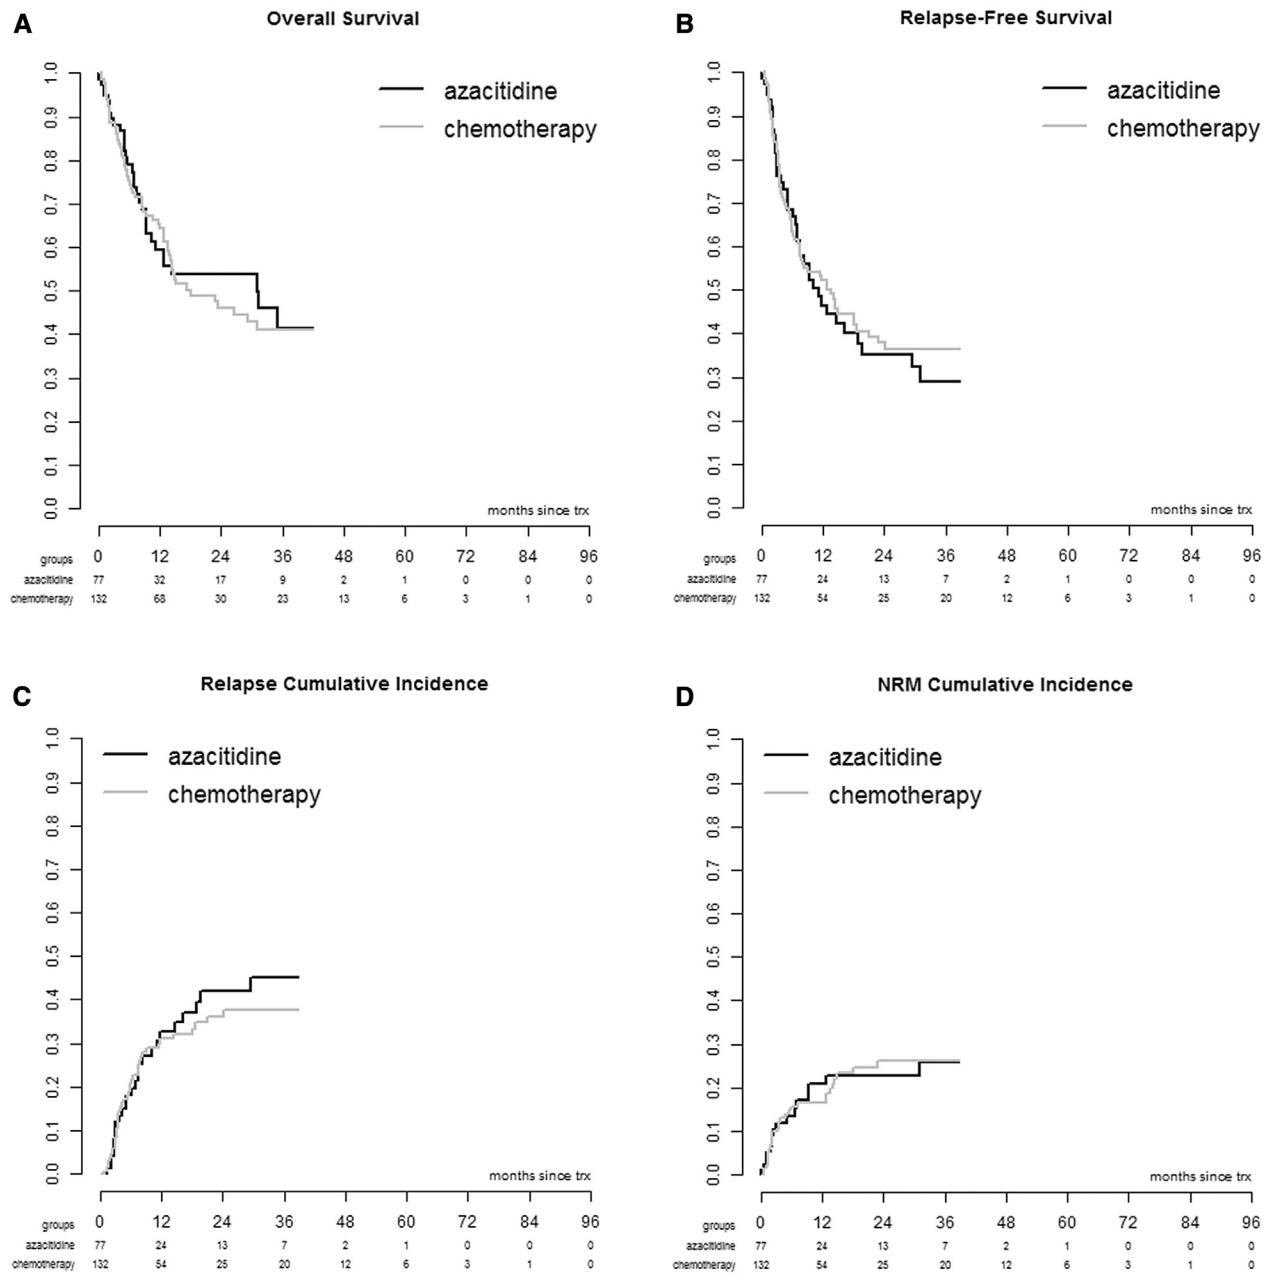 A
Overall Survival
azacitidine
chemotherapy
1.0
0.9
0.8
0.7
0.6
0.5
0.4
0.3
0.2
0.1
0.0
months since trx
0 12 24 36 48 60 72 84 96
groups
azacitidine 77 32 17 9 2 1 0 0 0
chemotherapy 132 68 30 23 13 6 3 1 0
B
Relapse-Free Survival
azacitidine
chemotherapy
1.0
0.9
0.8
0.7
0.6
0.5
0.4
0.3
0.2
0.1
0.0
months since trx
0 12 24 36 48 60 72 84 96
groups
azacitidine 77 24 13 7 2 1 0 0 0
chemotherapy 132 54 25 20 12 6 3 1 0
C
Relapse Cumulative Incidence
azacitidine
chemotherapy
1.0
0.9
0.8
0.7
0.6
0.5
0.4
0.3
0.2
0.1
0.0
months since trx
0 12 24 36 48 60 72 84 96
groups
azacitidine 77 24 13 7 2 1 0 0 0
chemotherapy 132 54 25 20 12 6 3 1 0
D
NRM Cumulative Incidence
azacitidine
chemotherapy
1.0
0.9
0.8
0.7
0.6
0.5
0.4
0.3
0.2
0.1
0.0
months since trx
0 12 24 36 48 60 72 84 96
groups
azacitidine 77 24 13 7 2 1 0 0 0
chemotherapy 132 54 25 20 12 6 3 1 0